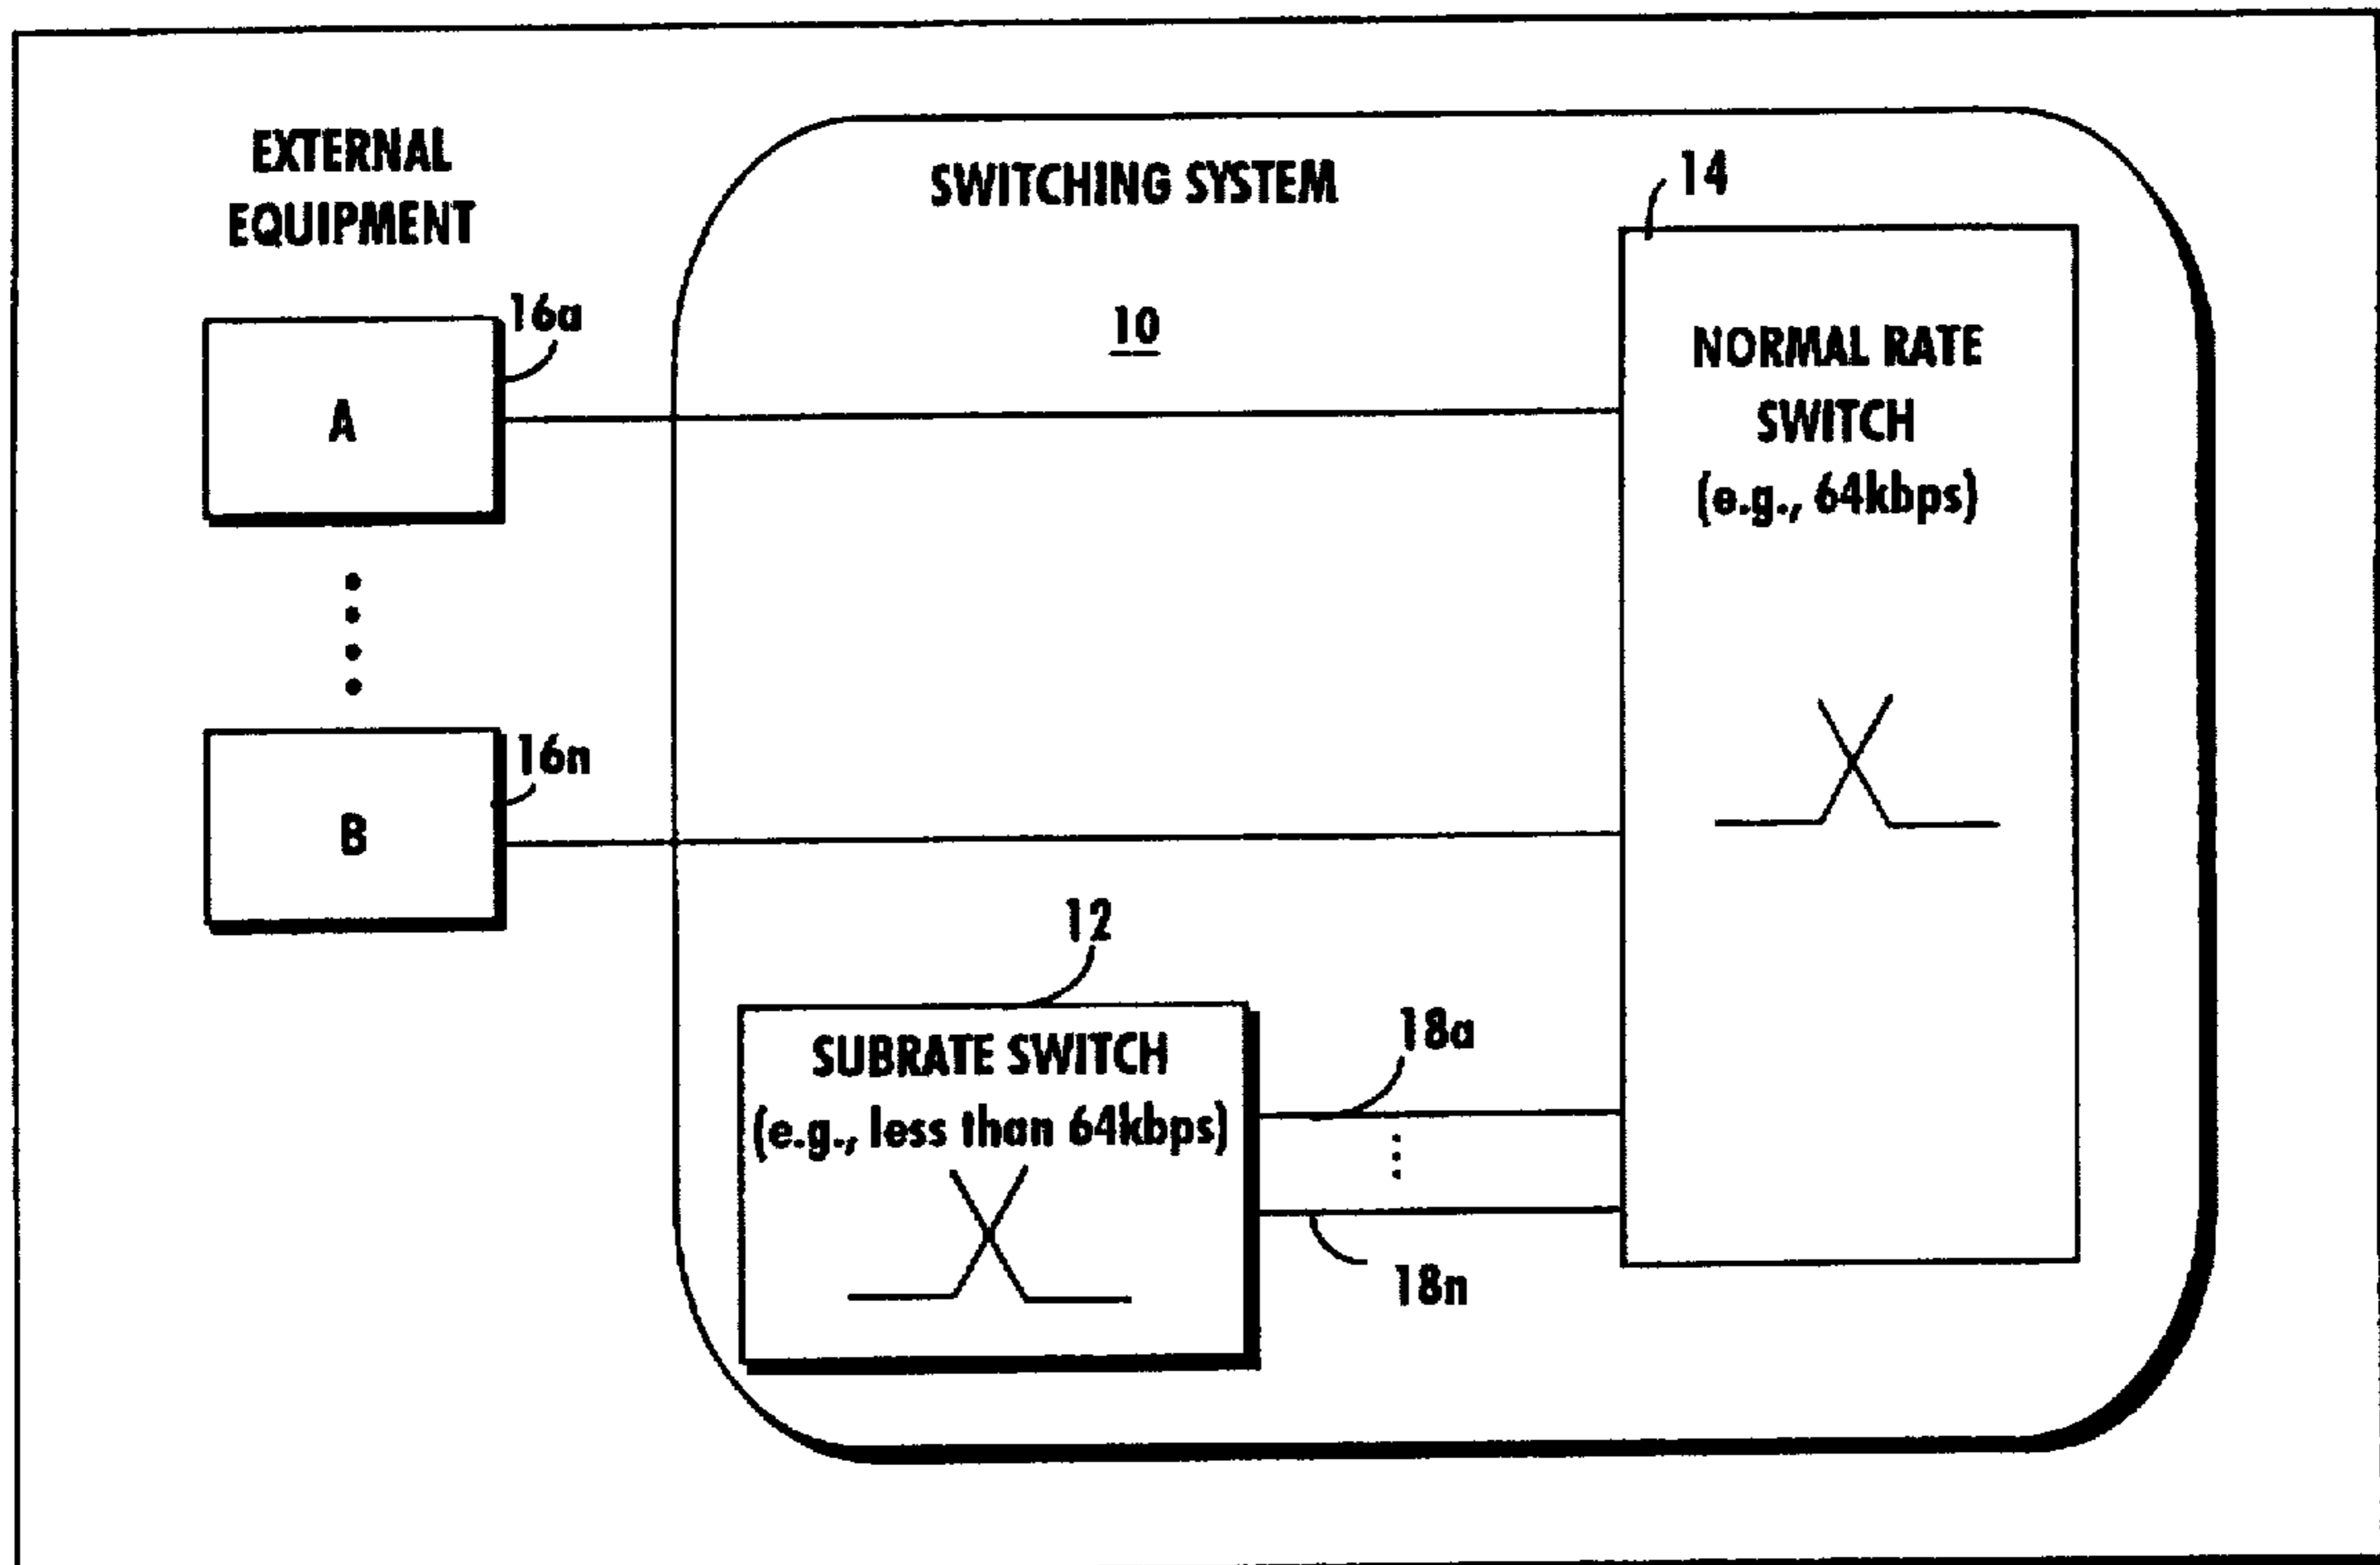 EXTERNAL
EQUIPMENT
SWITCHING SYSTEM
10
14
NORMAL RATE
SWITCH
(e.g., 64kbps)
16a
A
16n
B
12
SUBRATE SWITCH
(e.g., less than 64kbps)
18a
18n